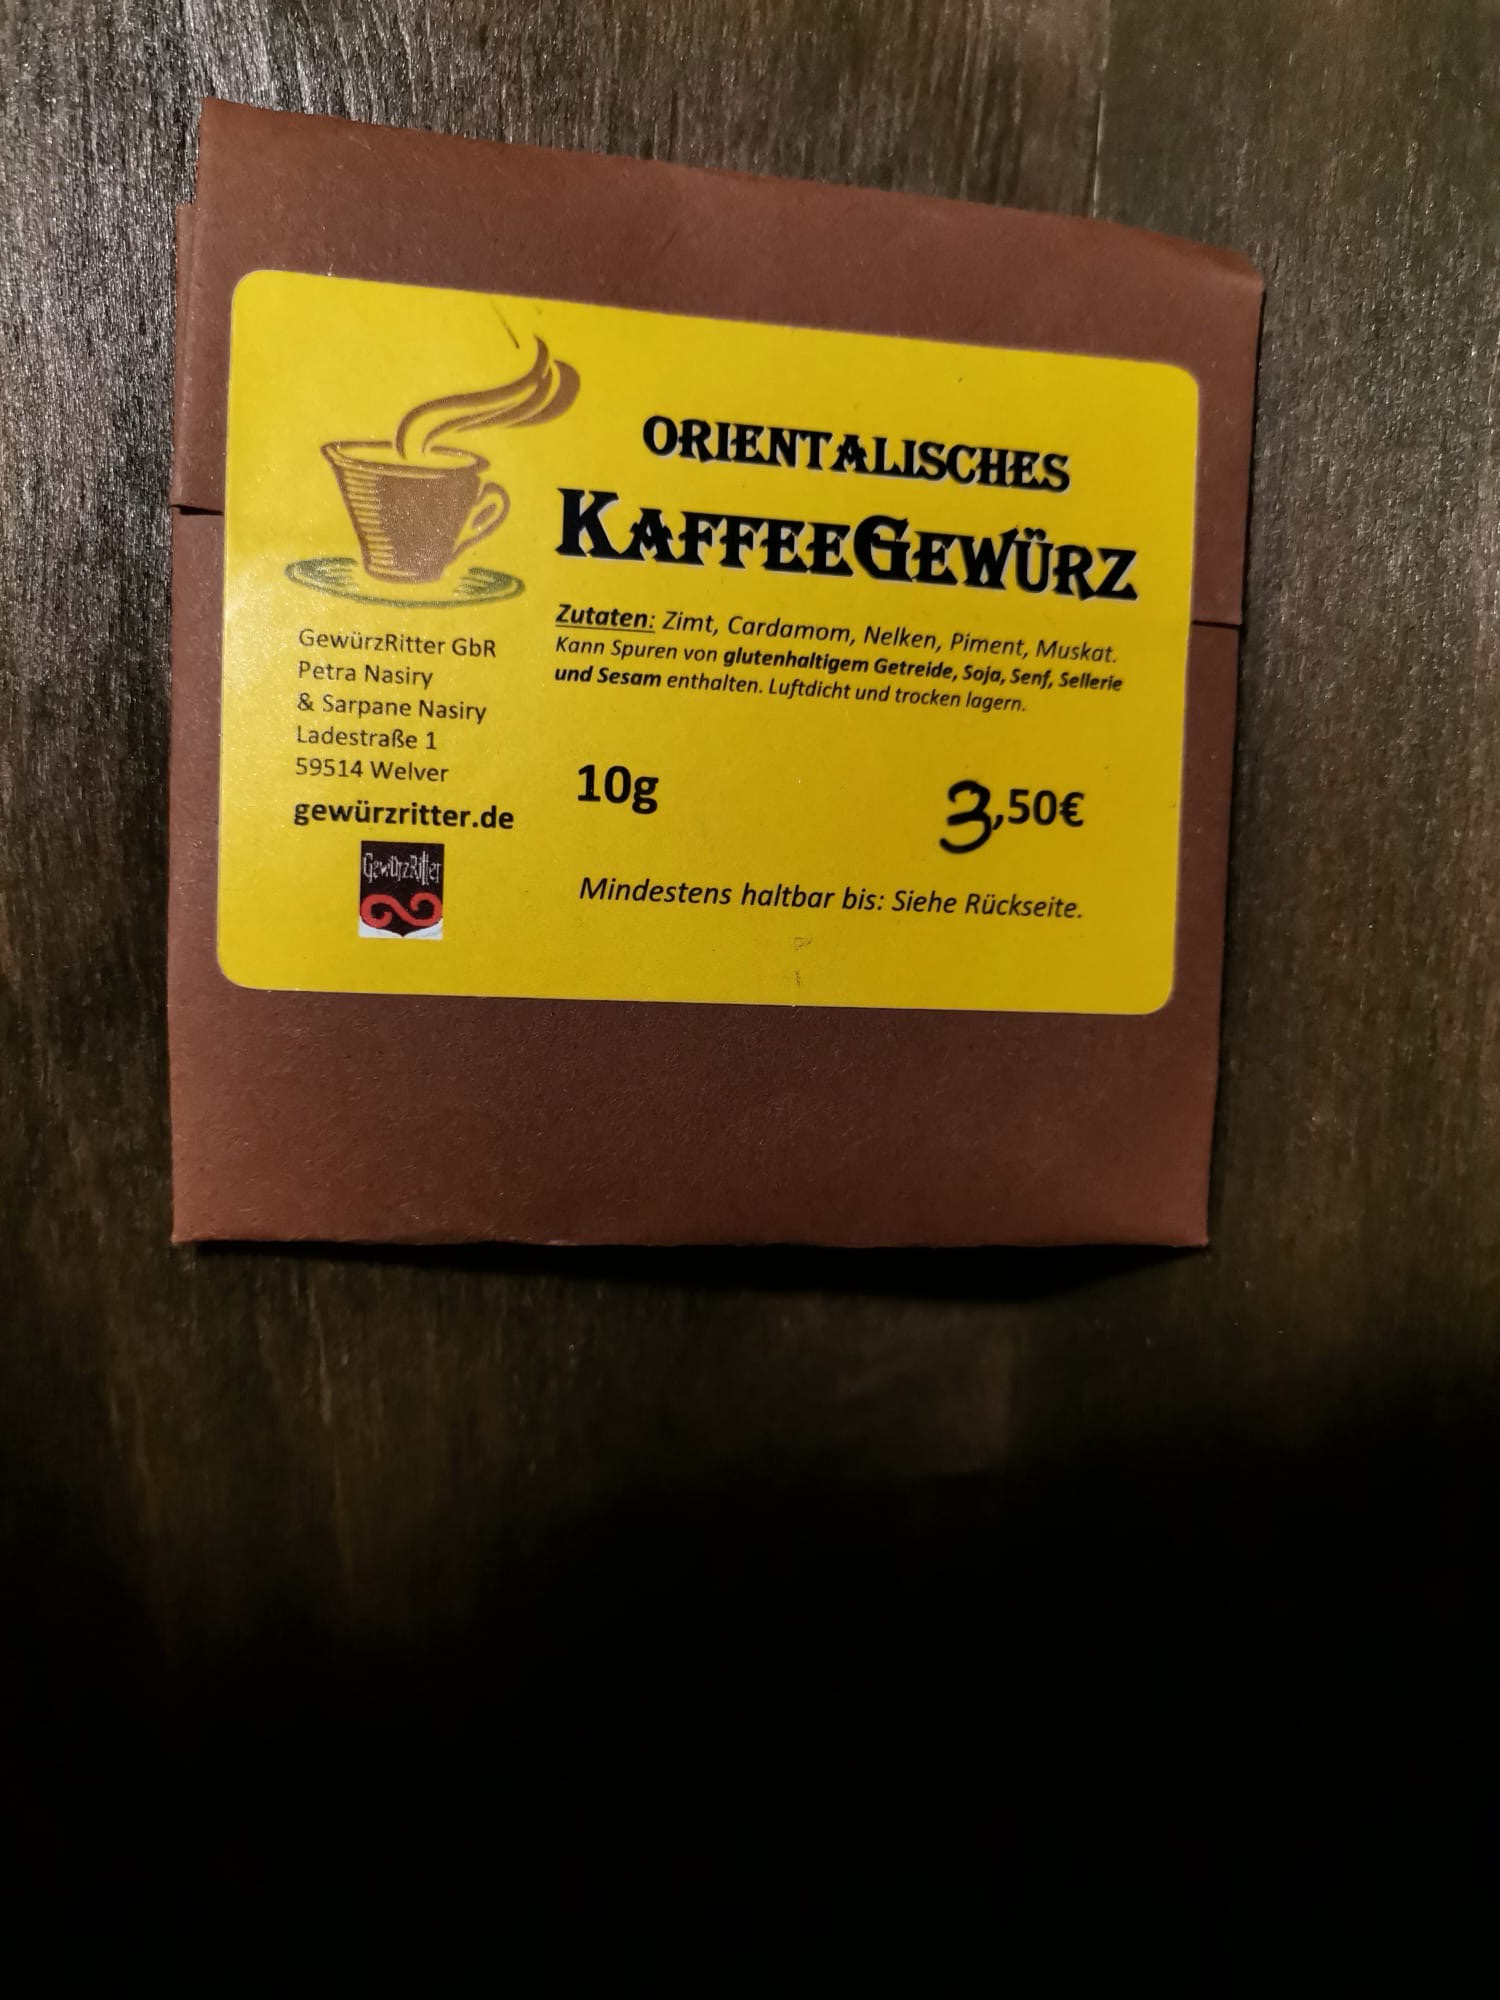 ORIENTALISCHES
KAFFEEGEWÜRZ
Zutaten: Zimt, Cardamom, Nelken, Piment, Muskat.
Kann Spuren von glutenhaltigem Getreide, Soja, Senf, Sellerie
und Sesam enthalten. Luftdicht und trocken lagern.
GewürzRitter GbR
Petra Nasiry
& Sarpane Nasiry
Ladestraße 1
59514 Welver
gewürzritter.de
GewürzRitter
10g
3,50€
Mindestens haltbar bis: Siehe Rückseite.